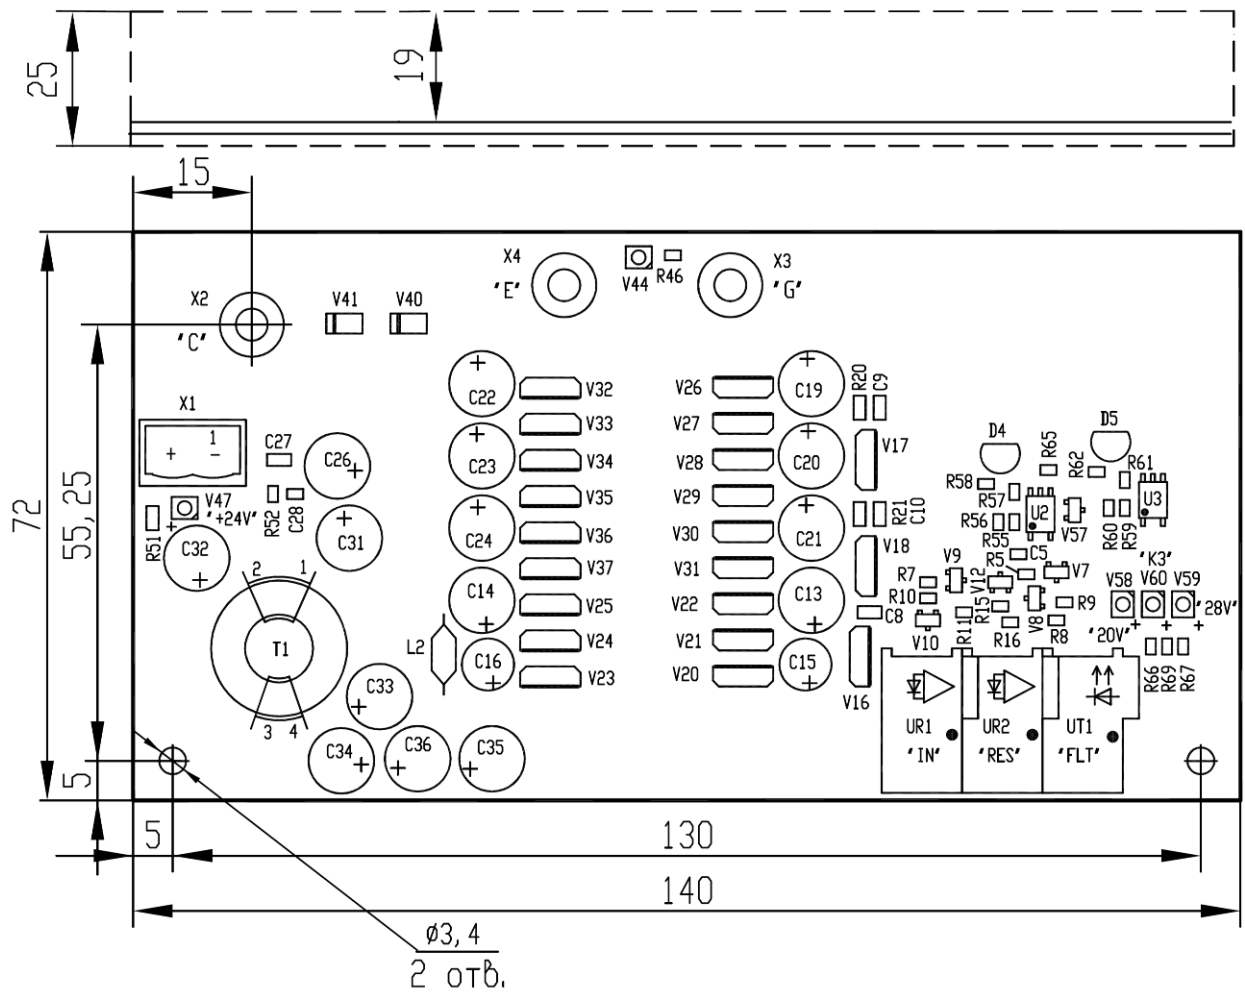 25
19
15
X4
"E"
V44
R46
X3
"G"
X2
"C"
V41
V40
72
55,25
5
X1
1
+ -
C27
C26 +
V47
"+24V"
R51
+
R52
C28
C32
+
+
C31
2 1
T1
3 4
L2
C33
+
C34
+
C36
+
C35
+
+
C22
V32
V33
+
C23
V34
V35
+
C24
V36
V37
C14
+
V25
V24
C16
+
V23
V26
+
C19
V27
V28
+
C20
V29
V30
+
C21
V31
V22
C13
+
V21
V20
C15
+
R20
C9
V17
R21
C10
V18
C8
V16
D4
D5
R65
R62
R61
R58
R57
R56
R55
U2
V57
U3
R60
R59
C5
R5
V9
V12
V7
R7
R10
V10
R11
R15
R16
V8
R9
R8
"K3"
V58 V60 V59
"28V"
"20V"
+ + +
R66
R69
R67
UR1
"IN"
UR2
"RES"
UT1
"FLT"
5
130
140
ø3,4
2 отв.